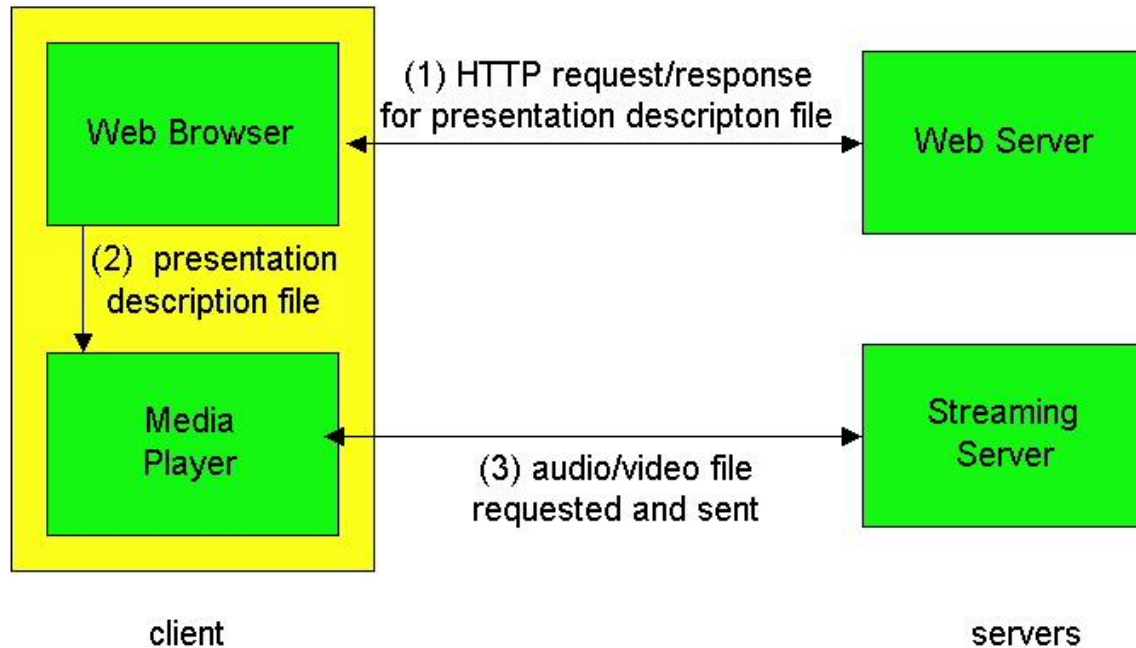 Web Browser
(1) HTTP request/response
for presentation descripton file
Web Server
(2) presentation
description file
Media
Player
(3) audio/video file
requested and sent
Streaming
Server
client
servers